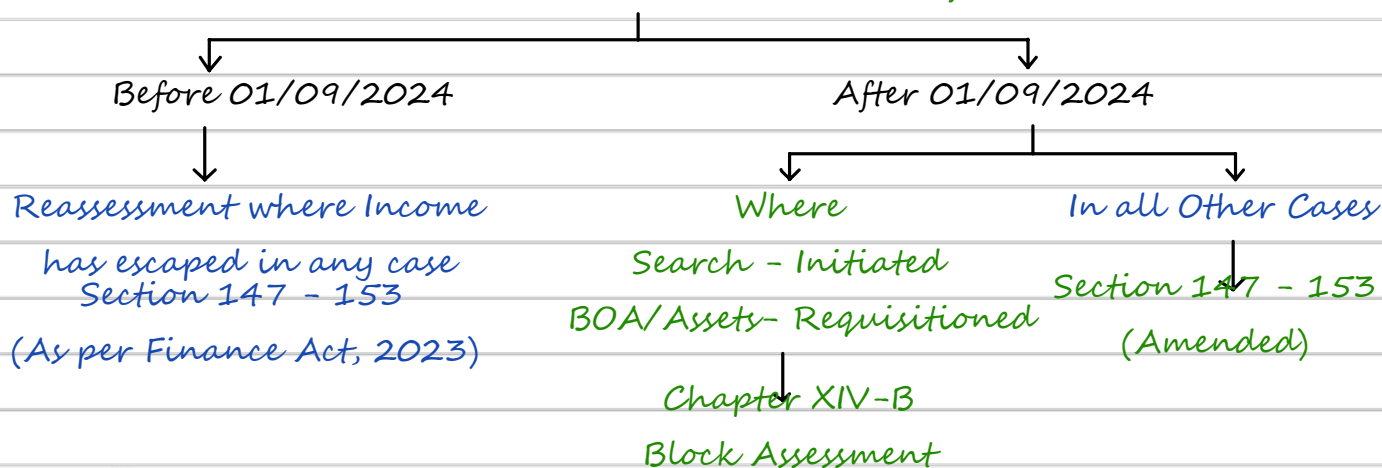 Before 01/09/2024
After 01/09/2024
Reassessment where Income
has escaped in any case
Section 147 - 153
(As per Finance Act, 2023)
Where
Search - Initiated
BOA/Assets- Requisitioned
Chapter XIV-B
Block Assessment
In all Other Cases
Section 147 - 153
(Amended)